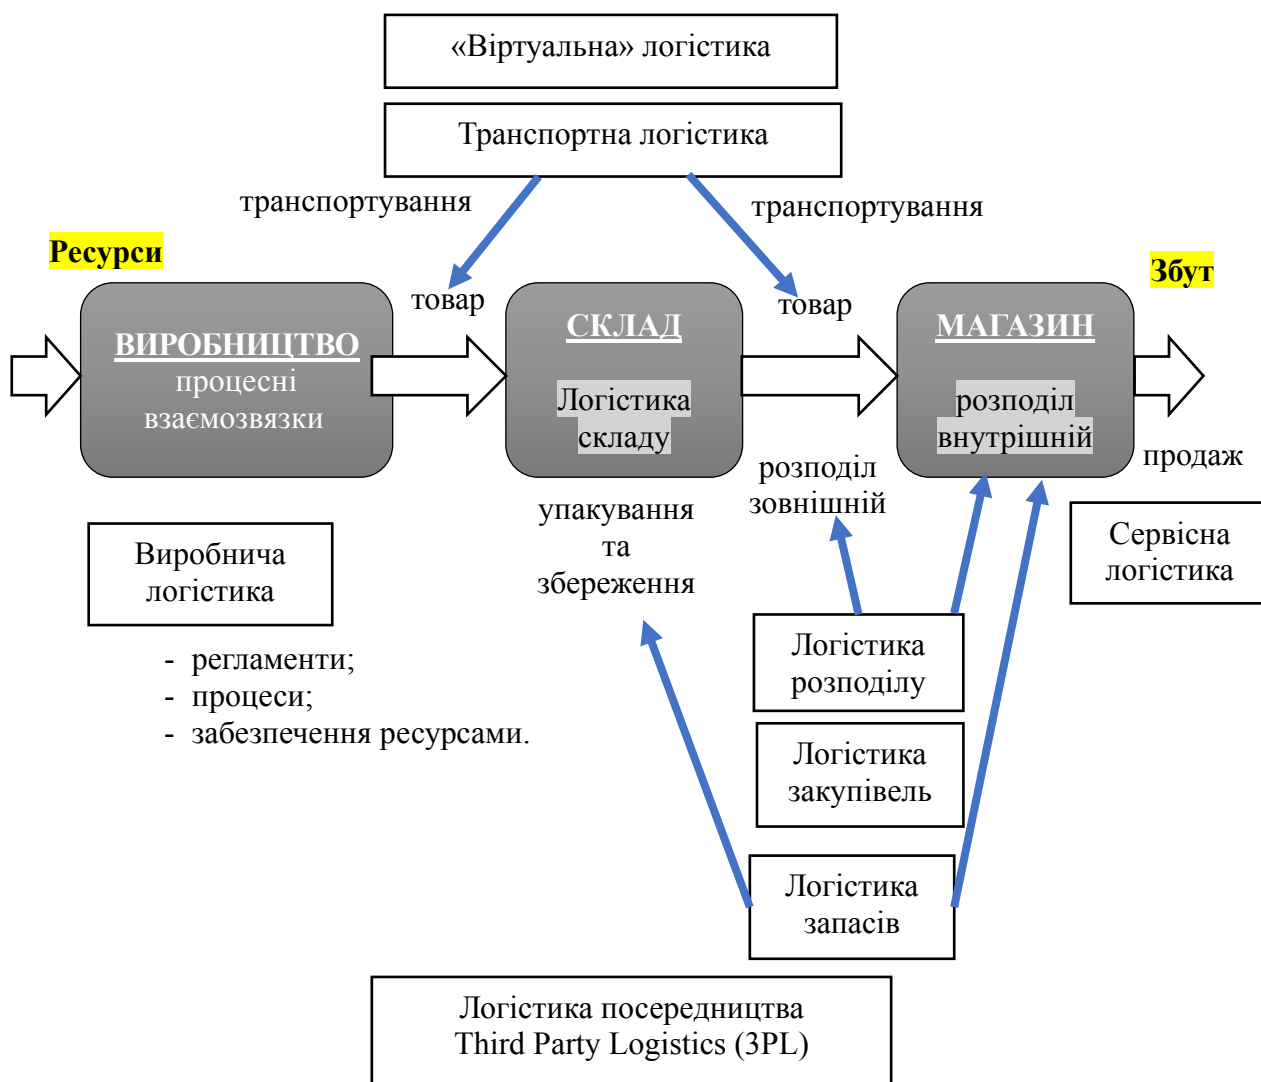 «Віртуальна» логістика
Транспортна логістика
транспортування
транспортування
Ресурси
Збут
товар
товар
ВИРОБНИЦТВО
процесні
взаємозвязки
СКЛАД
Логістика
складу
МАГАЗИН
розподіл
внутрішній
продаж
упакування
та
збереження
розподіл
зовнішній
Виробнича
логістика
Сервісна
логістика
- регламенти;
- процеси;
- забезпечення ресурсами.
Логістика
розподілу
Логістика
закупівель
Логістика
запасів
Логістика посередництва
Third Party Logistics (3PL)